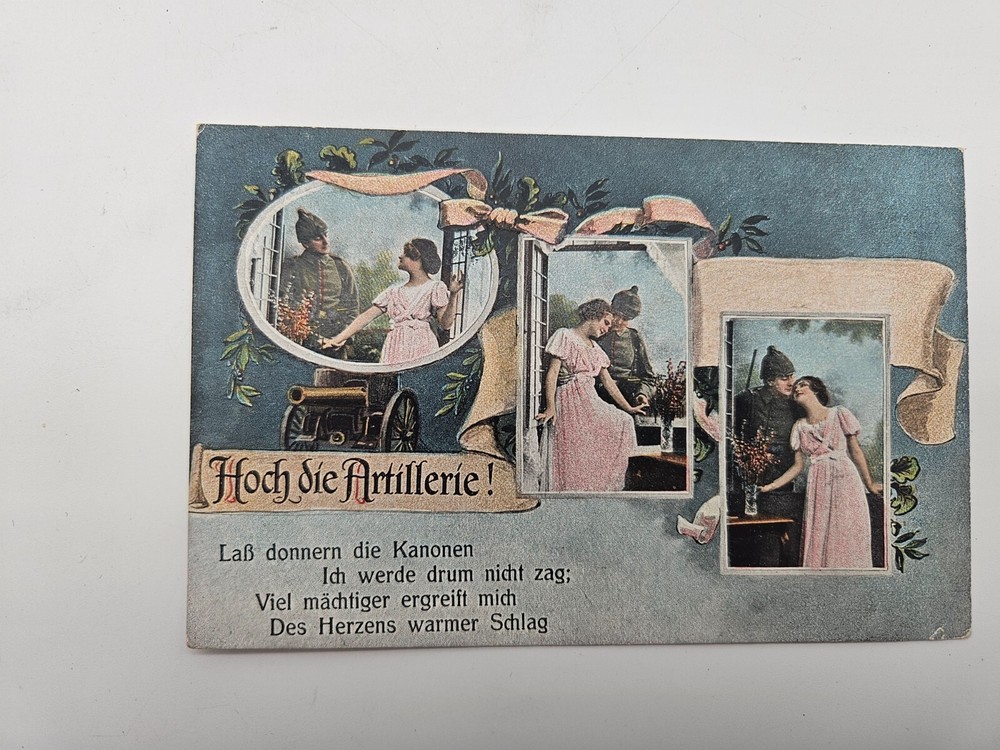 Hoch die Artillerie!
Laß donnern die Kanonen
Ich werde drum nicht zag;
Viel mächtiger ergreift mich
Des Herzens warmer Schlag